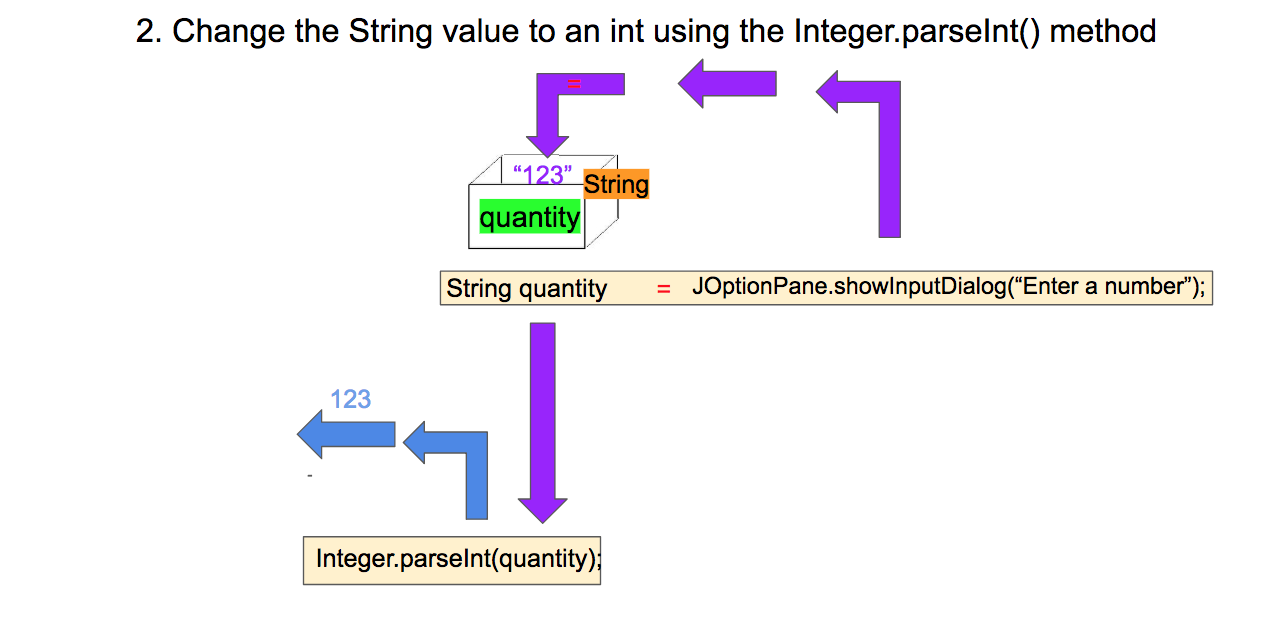 2. Change the String value to an int using the Integer.parseInt() method
=
“123”
String
quantity
String quantity = JOptionPane.showInputDialog(“Enter a number”);
123
-
Integer.parseInt(quantity);